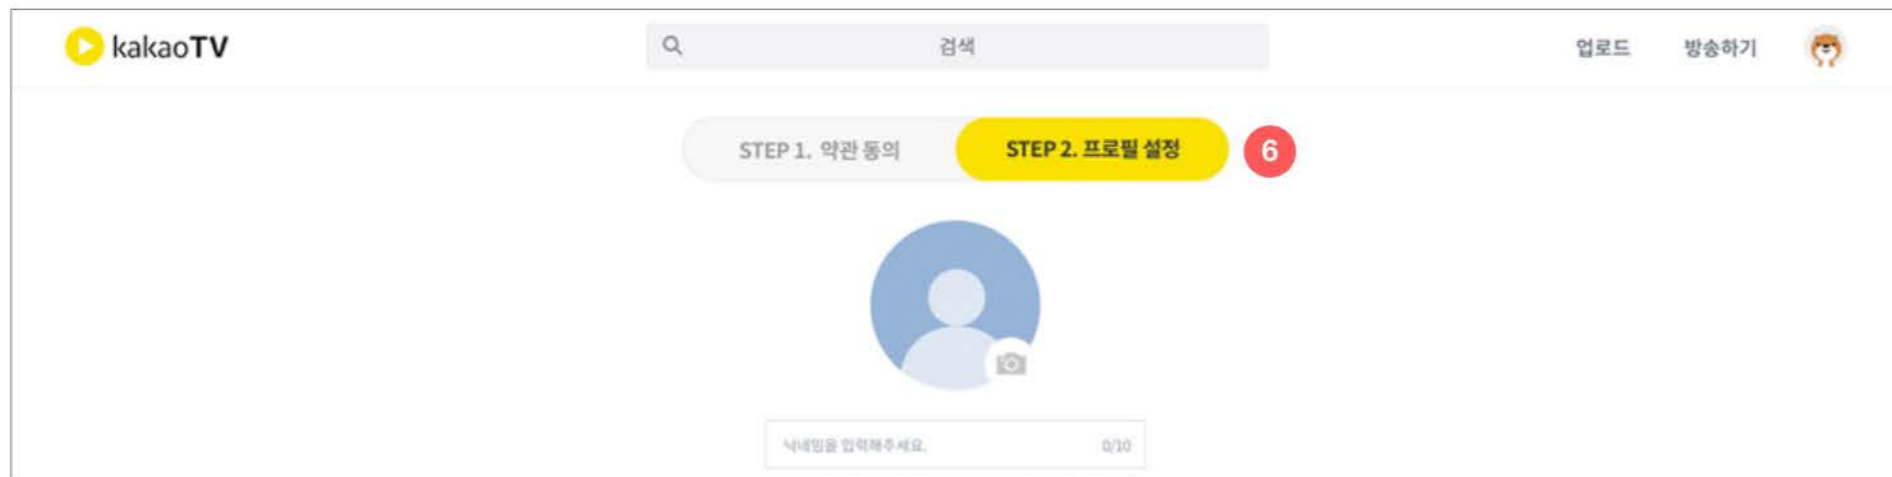 kakaoTV
검색
업로드 방송하기
STEP 1. 약관 동의
STEP 2. 프로필 설정
6
닉네임을 입력해주세요. 0/10